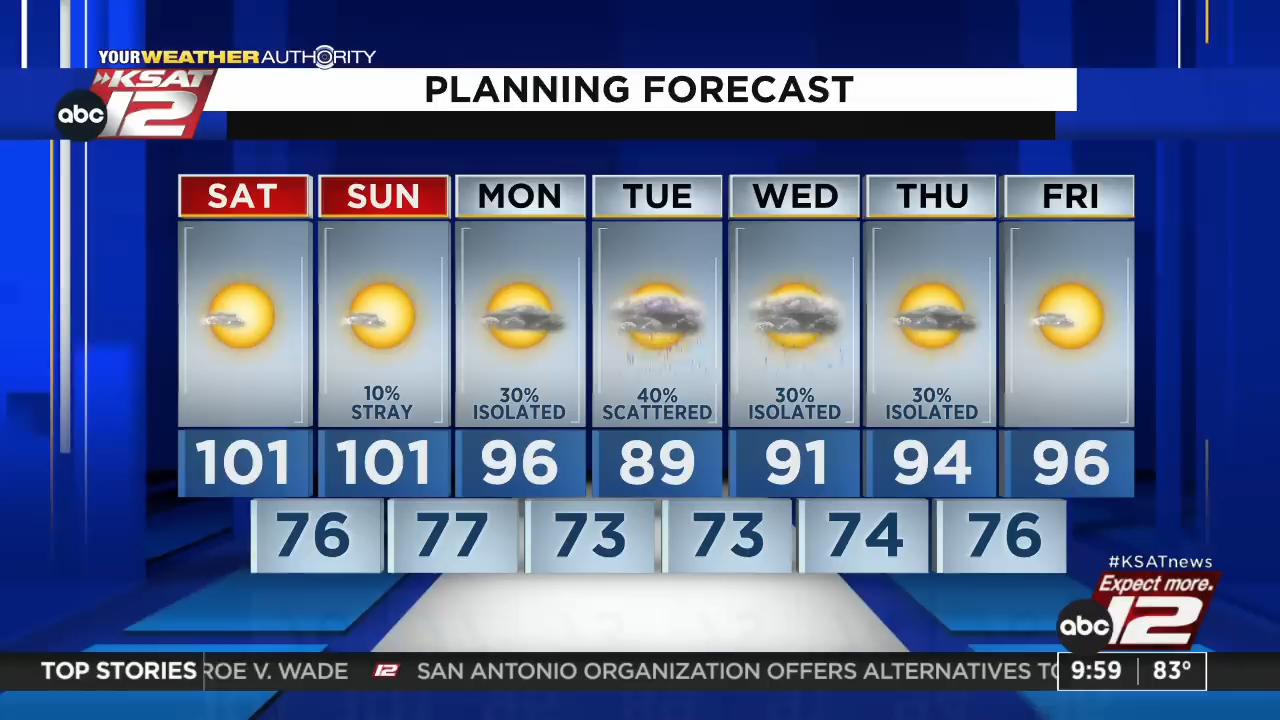 YOURWEATHERAUTHORITY
KSAT
abc 12
PLANNING FORECAST
SAT SUN MON TUE WED THU FRI
10% 30% 40% 30% 30%
STRAY ISOLATED SCATTERED ISOLATED ISOLATED
101 101 96 89 91 94 96
76 77 73 73 74 76
#KSATnews
Expect more.
abc 12
TOP STORIES ROE V. WADE 12 SAN ANTONIO ORGANIZATION OFFERS ALTERNATIVES TO 9:59 83°